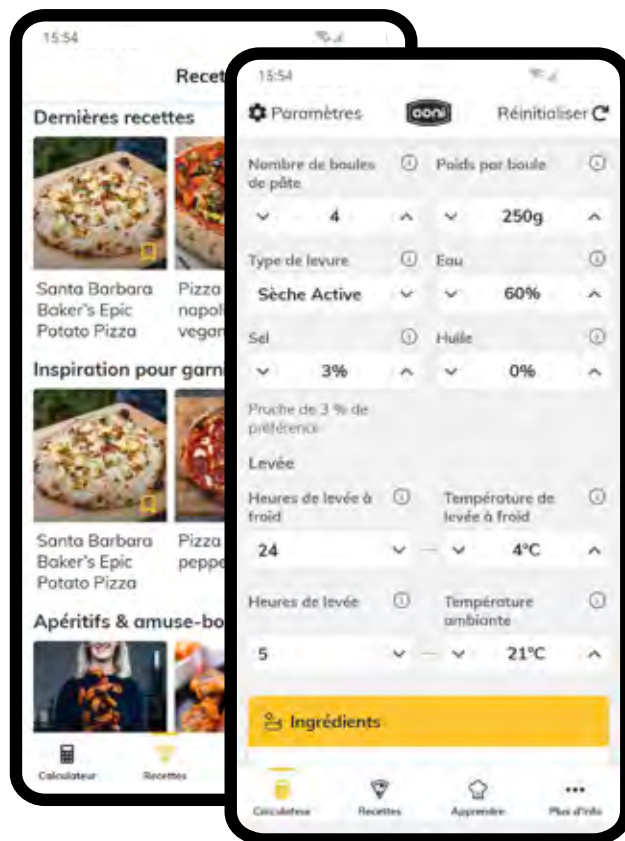 15:54
Recet
Dernières recettes
Santa Barbara
Baker's Epic
Potato Pizza
Pizza
napoli
vegan
Inspiration pour garni
Santa Barbara
Baker's Epic
Potato Pizza
Pizza
peppe
Apéritifs & amuse-bo
Calculateur
Recettes
15:54
Paramètres
ooni
Réinitialiser
Nombre de boules
de pâte
Poids par boule
4
250g
Type de levure
Eau
Sèche Active
60%
Sel
Huile
3%
0%
Proche de 3 % de
préférence
Levée
Heures de levée à
froid
Température de
levée à froid
24
4°C
Heures de levée
Température
ambiante
5
21°C
Ingrédients
Calculateur
Recettes
Apprendre
Plus d'info